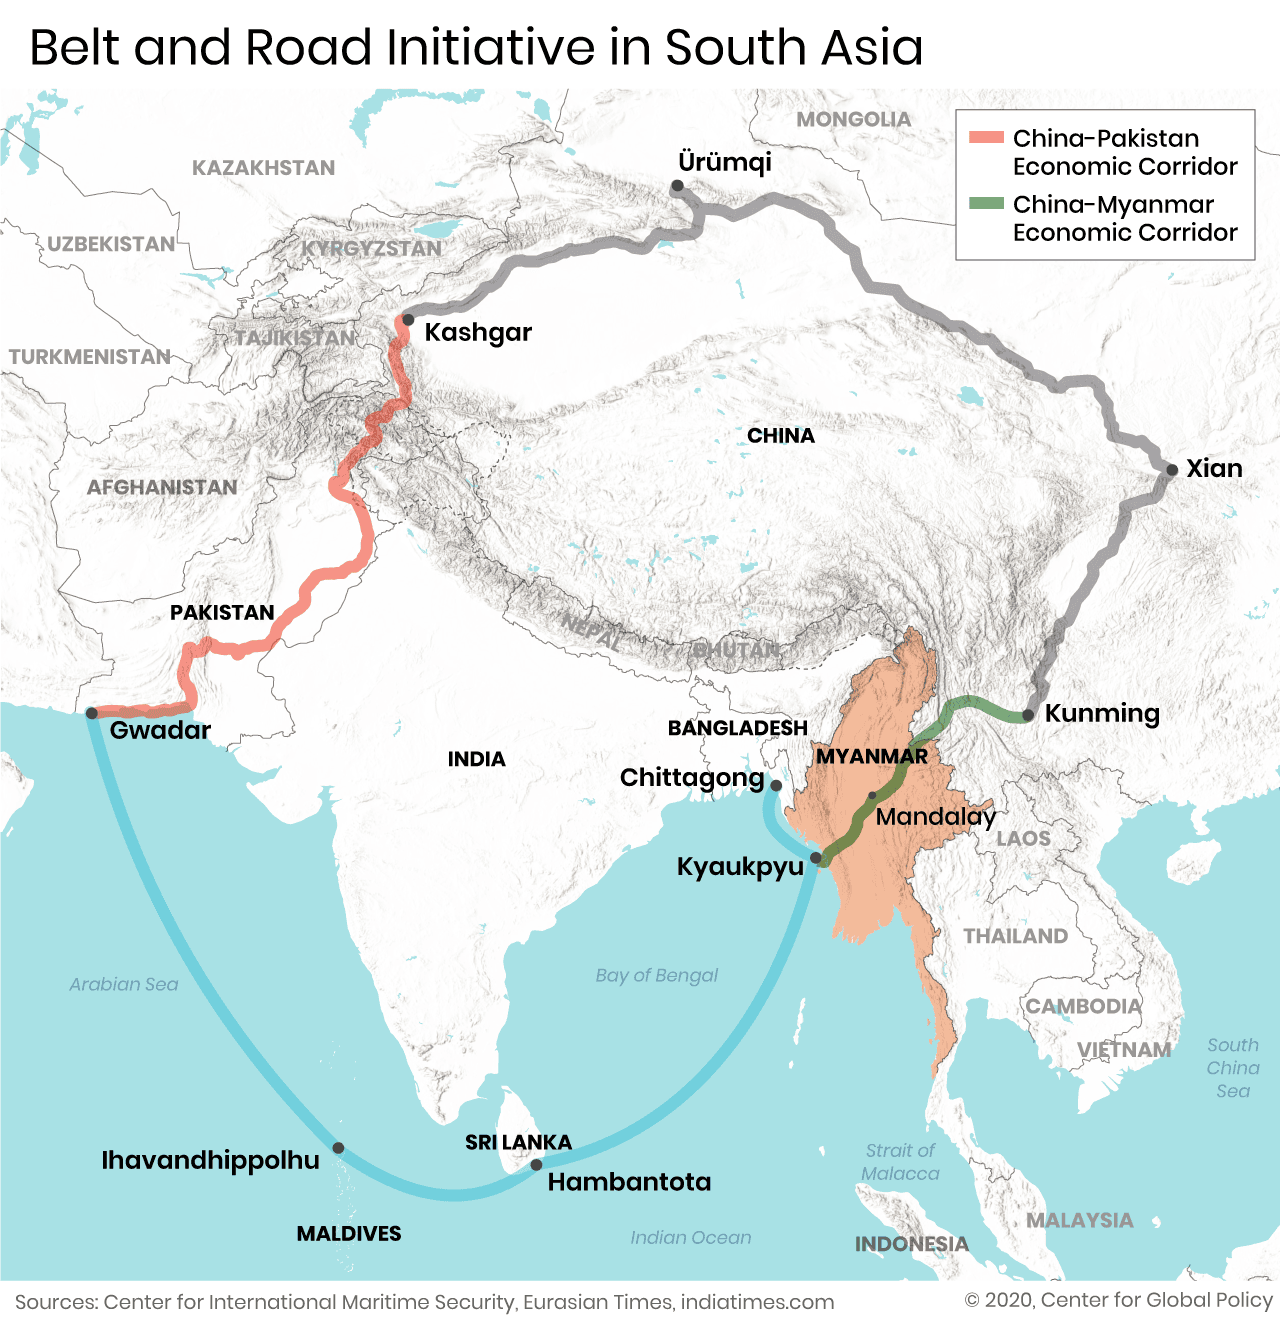 Belt and Road Initiative in South Asia
MONGOLIA
China-Pakistan
Economic Corridor
China-Myanmar
Economic Corridor
KAZAKHSTAN
Ürümqi
UZBEKISTAN
KYRGYZSTAN
Kashgar
TAJIKISTAN
TURKMENISTAN
CHINA
Xian
AFGHANISTAN
PAKISTAN
NEPAL
BHUTAN
Gwadar
Kunming
BANGLADESH
INDIA
MYANMAR
Chittagong
Mandalay
LAOS
Kyaukpyu
THAILAND
Arabian Sea
Bay of Bengal
CAMBODIA
VIETNAM
South
China
Sea
Ihavandhippolhu
SRI LANKA
Hambantota
Strait of
Malacca
MALDIVES
Indian Ocean
MALAYSIA
INDONESIA
Sources: Center for International Maritime Security, Eurasian Times, indiatimes.com
© 2020, Center for Global Policy